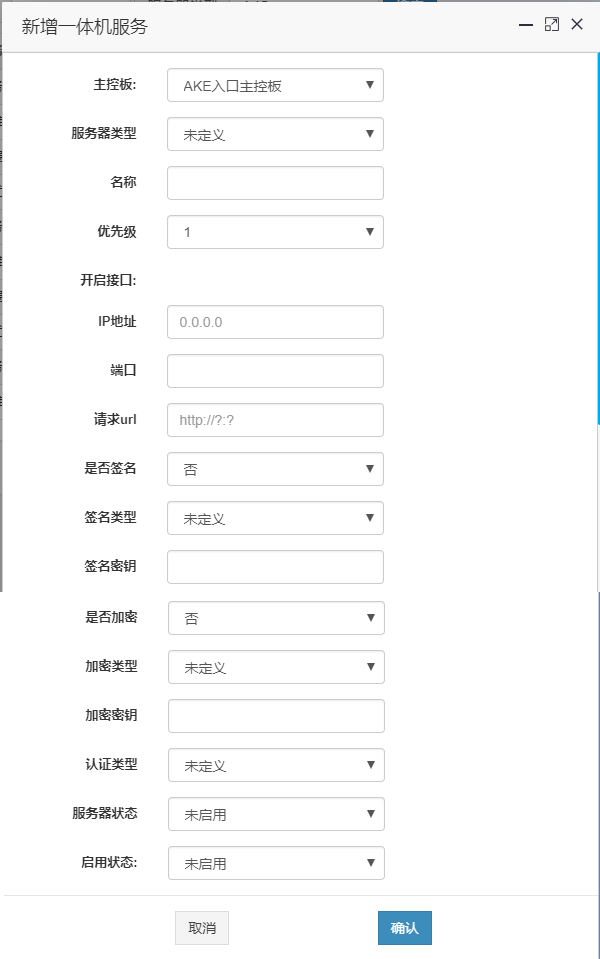 新增一体机服务
主控板: AKE入口主控板
服务器类型 未定义
名称
优先级 1
开启接口:
IP地址 0.0.0.0
端口
请求url http://?:?
是否签名 否
签名类型 未定义
签名密钥
是否加密 否
加密类型 未定义
加密密钥
认证类型 未定义
服务器状态 未启用
启用状态: 未启用
取消 确认